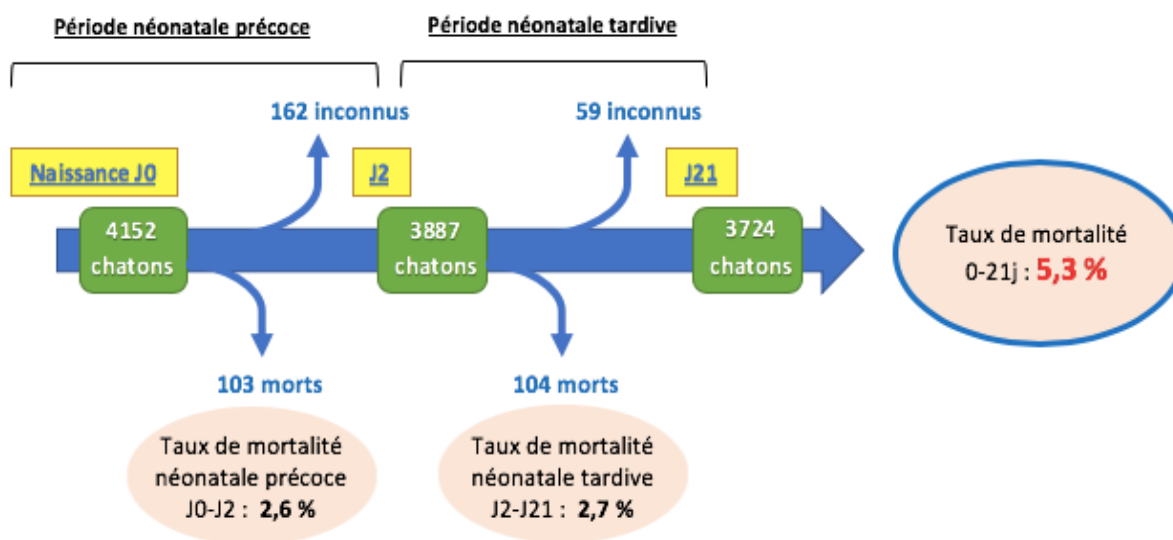 Période néonatale précoce
Période néonatale tardive
162 inconnus
59 inconnus
Naissance J0
J2
J21
4152
chatons
3887
chatons
3724
chatons
Taux de mortalité
0-21j : 5,3 %
103 morts
104 morts
Taux de mortalité
néonatale précoce
J0-J2 : 2,6 %
Taux de mortalité
néonatale tardive
J2-J21 : 2,7 %